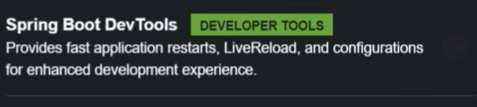 Spring Boot DevTools DEVELOPER TOOLS
Provides fast application restarts, LiveReload, and configurations
for enhanced development experience.